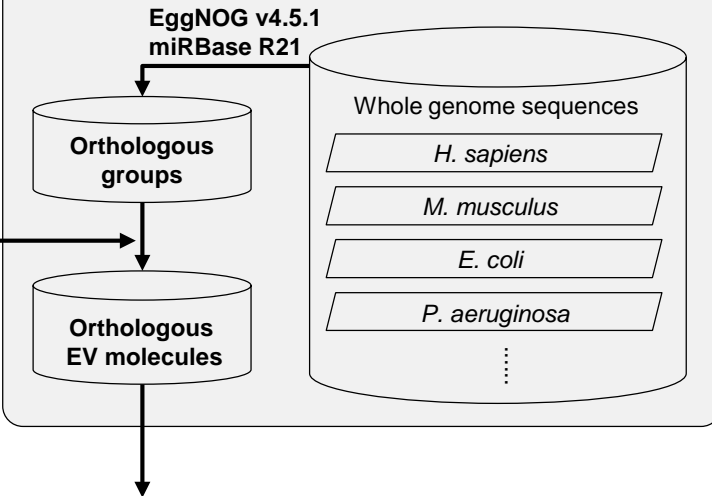 EggNOG v4.5.1
miRBase R21
Orthologous
groups
Orthologous
EV molecules
Whole genome sequences
H. sapiens
M. musculus
E. coli
P. aeruginosa